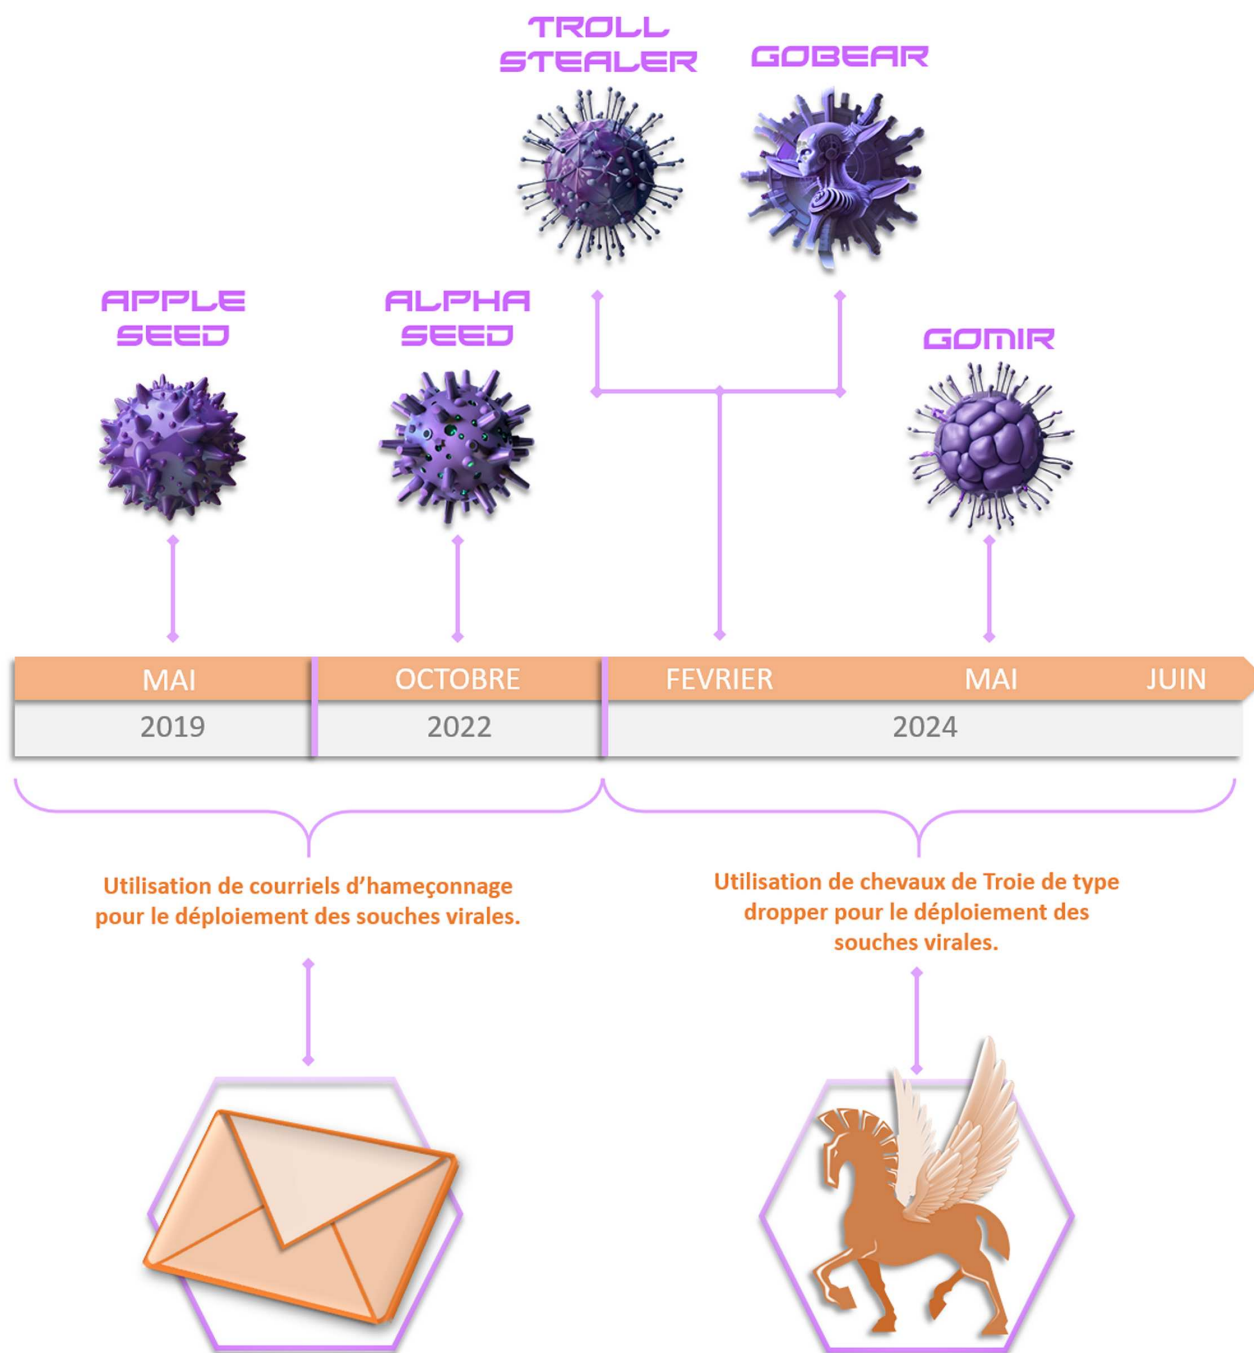 TROLL
STEALER
GOBEAR
APPLE
SEED
ALPHA
SEED
GOMIR
MAI
OCTOBRE
FEVRIER
MAI
JUIN
2019
2022
2024
Utilisation de courriels d’hameçonnage
pour le déploiement des souches virales.
Utilisation de chevaux de Troie de type
dropper pour le déploiement des
souches virales.